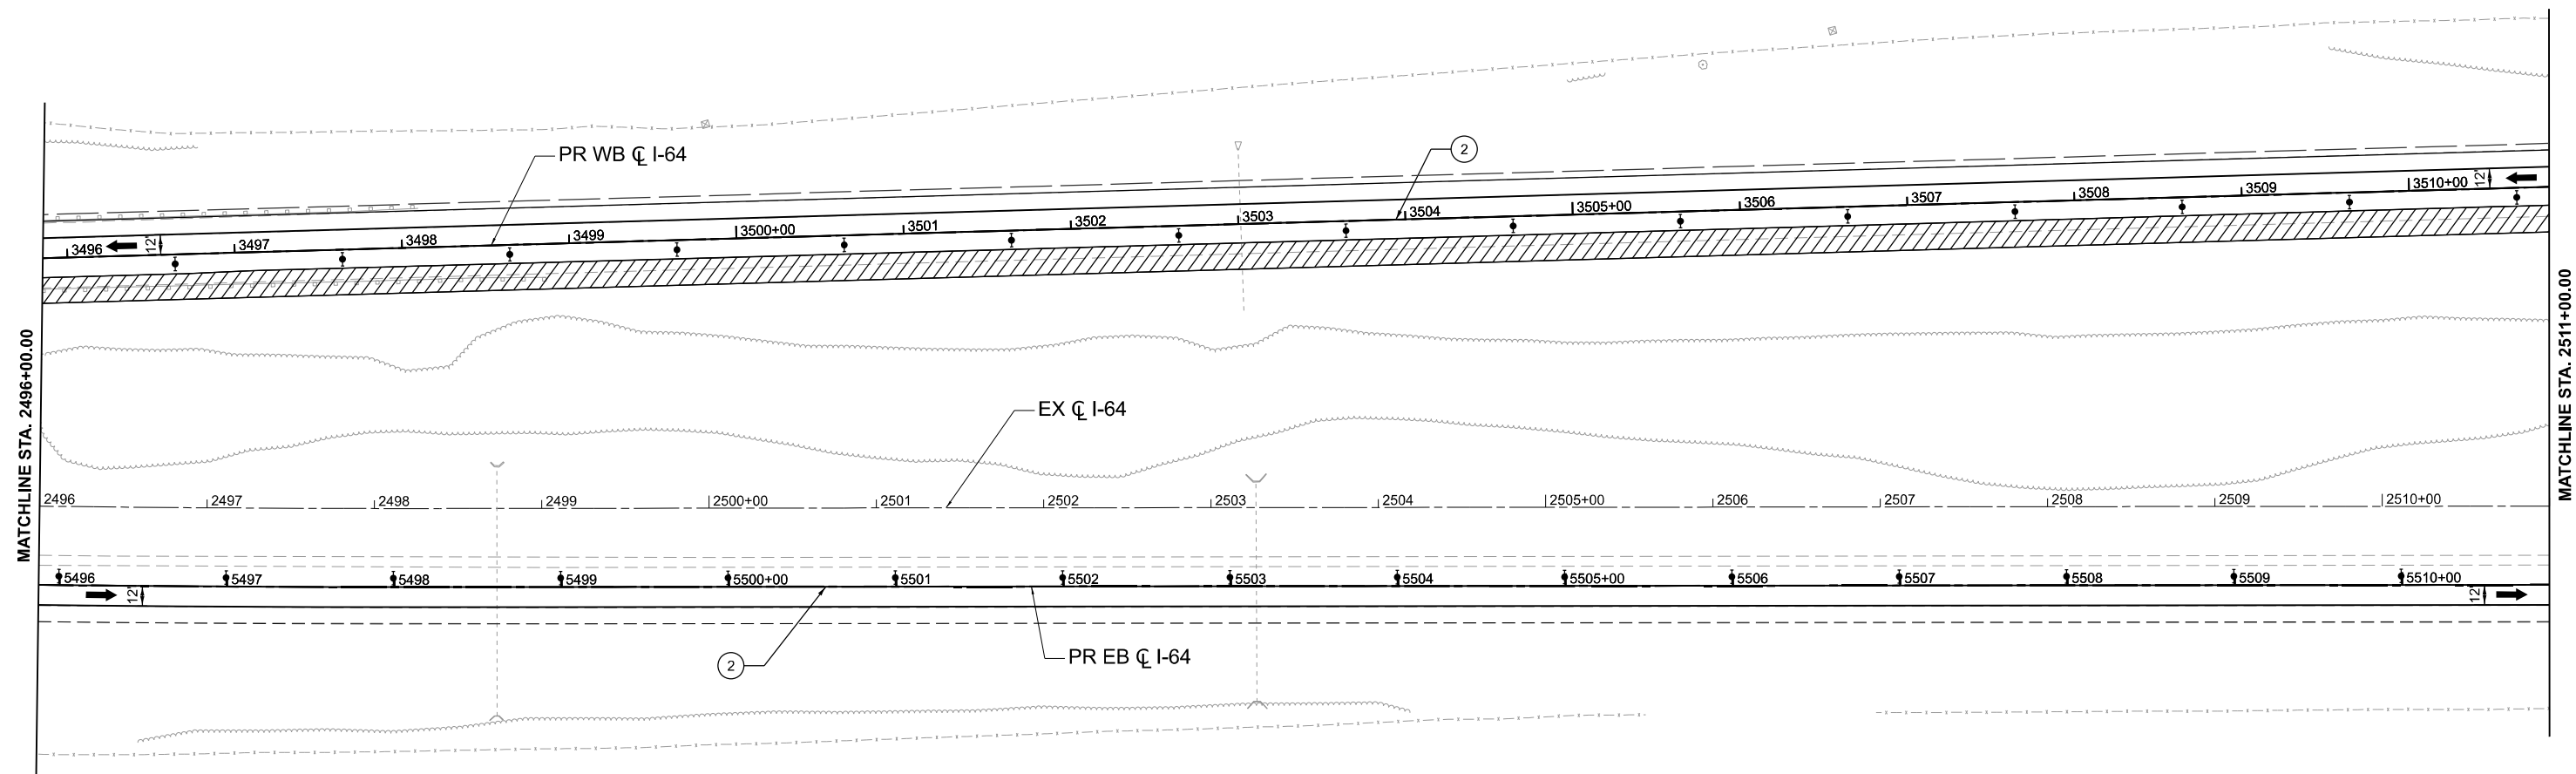 PR WB ℄ I-64
2
3496 3497 3498 3499 3500+00 3501 3502 3503 3504 3505+00 3506 3507 3508 3509 3510+00
12' 12'
MATCHLINE STA. 2496+00.00
MATCHLINE STA. 2511+00.00
EX ℄ I-64
2496 2497 2498 2499 2500+00 2501 2502 2503 2504 2505+00 2506 2507 2508 2509 2510+00
5496 5497 5498 5499 5500+00 5501 5502 5503 5504 5505+00 5506 5507 5508 5509 5510+00
12' 12'
2
PR EB ℄ I-64